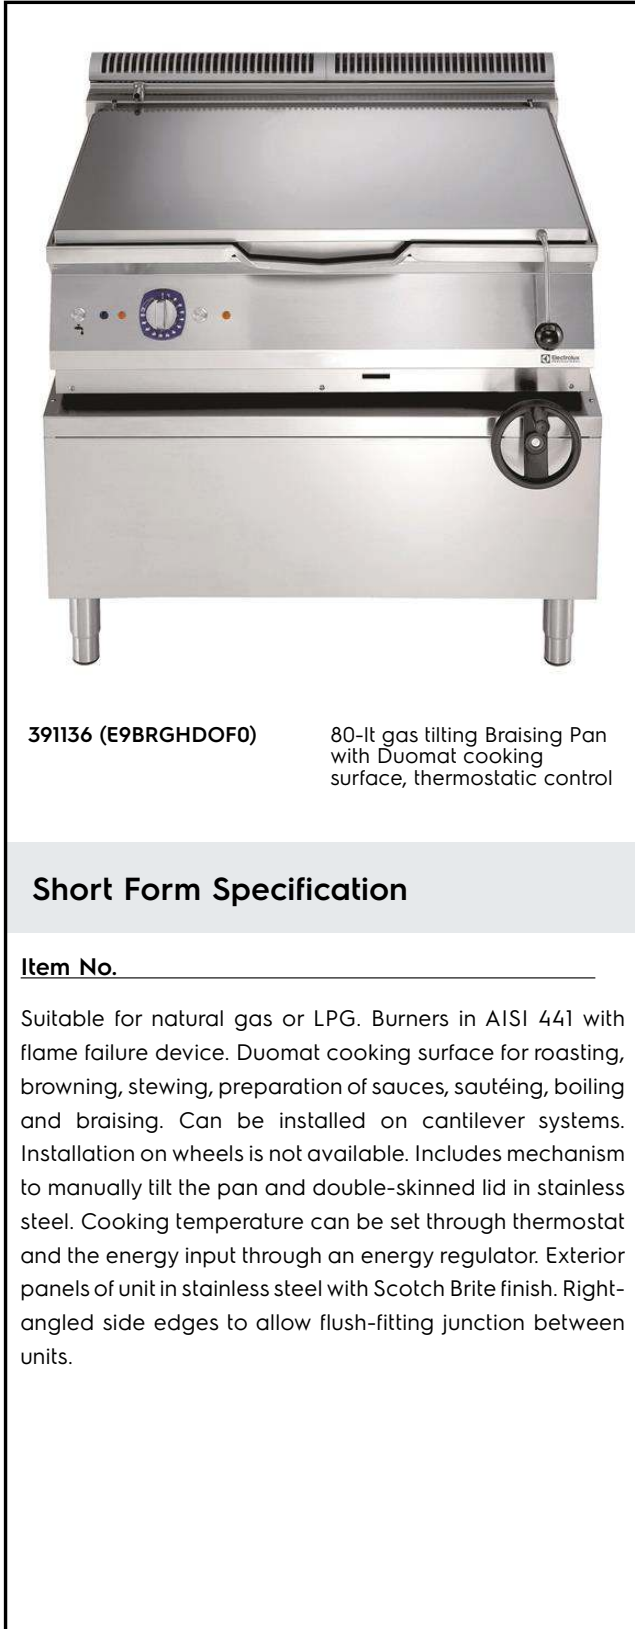 Electrolux
391136 (E9BRGHDOF0)
80-lt gas tilting Braising Pan
with Duomat cooking
surface, thermostatic control
Short Form Specification
Item No.
Suitable for natural gas or LPG. Burners in AISI 441 with
flame failure device. Duomat cooking surface for roasting,
browning, stewing, preparation of sauces, sautéing, boiling
and braising. Can be installed on cantilever systems.
Installation on wheels is not available. Includes mechanism
to manually tilt the pan and double-skinned lid in stainless
steel. Cooking temperature can be set through thermostat
and the energy input through an energy regulator. Exterior
panels of unit in stainless steel with Scotch Brite finish. Right-
angled side edges to allow flush-fitting junction between
units.